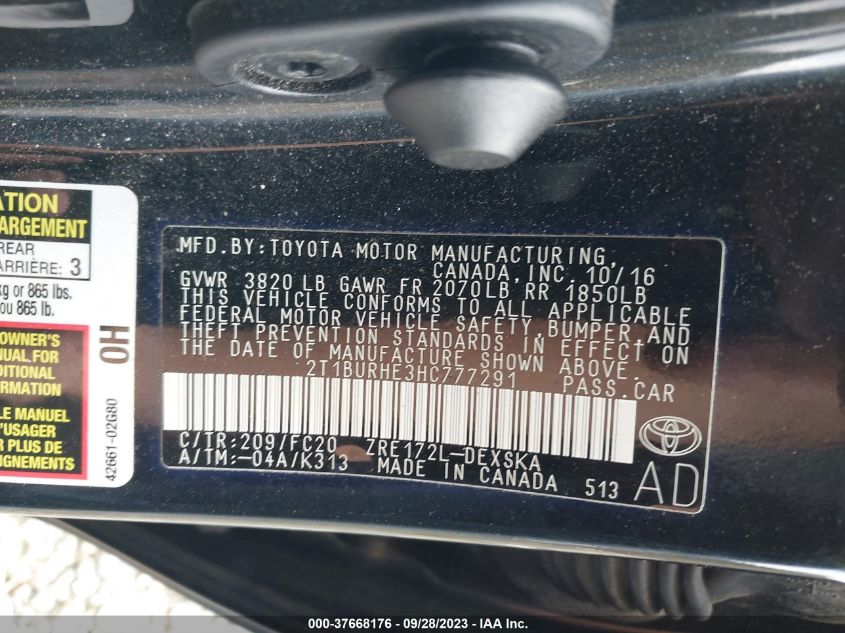 ATION
ARGEMENT
REAR
ARRIÈRE: 3
kg or 865 lbs.
ou 865 lb.
OWNER'S
NUAL FOR
DITIONAL
RMATION
LE MANUEL
'USAGER
R PLUS DE
EIGNEMENTS
OH
42661-02G80
MFD. BY: TOYOTA MOTOR MANUFACTURING,
CANADA, INC. 10/16
GVWR 3820 LB GAWR FR 2070LB RR 1850LB
THIS VEHICLE CONFORMS TO ALL APPLICABLE
FEDERAL MOTOR VEHICLE SAFETY, BUMPER, AND
THEFT PREVENTION STANDARDS IN EFFECT ON
THE DATE OF MANUFACTURE SHOWN ABOVE.
2T1BURHE3HC777291 PASS. CAR
C/TR: 209/FC20 ZRE172L-DEXSKA
A/TM: -04A/K313 MADE IN CANADA 513
AD
000-37668176 - 09/28/2023 - IAA Inc.